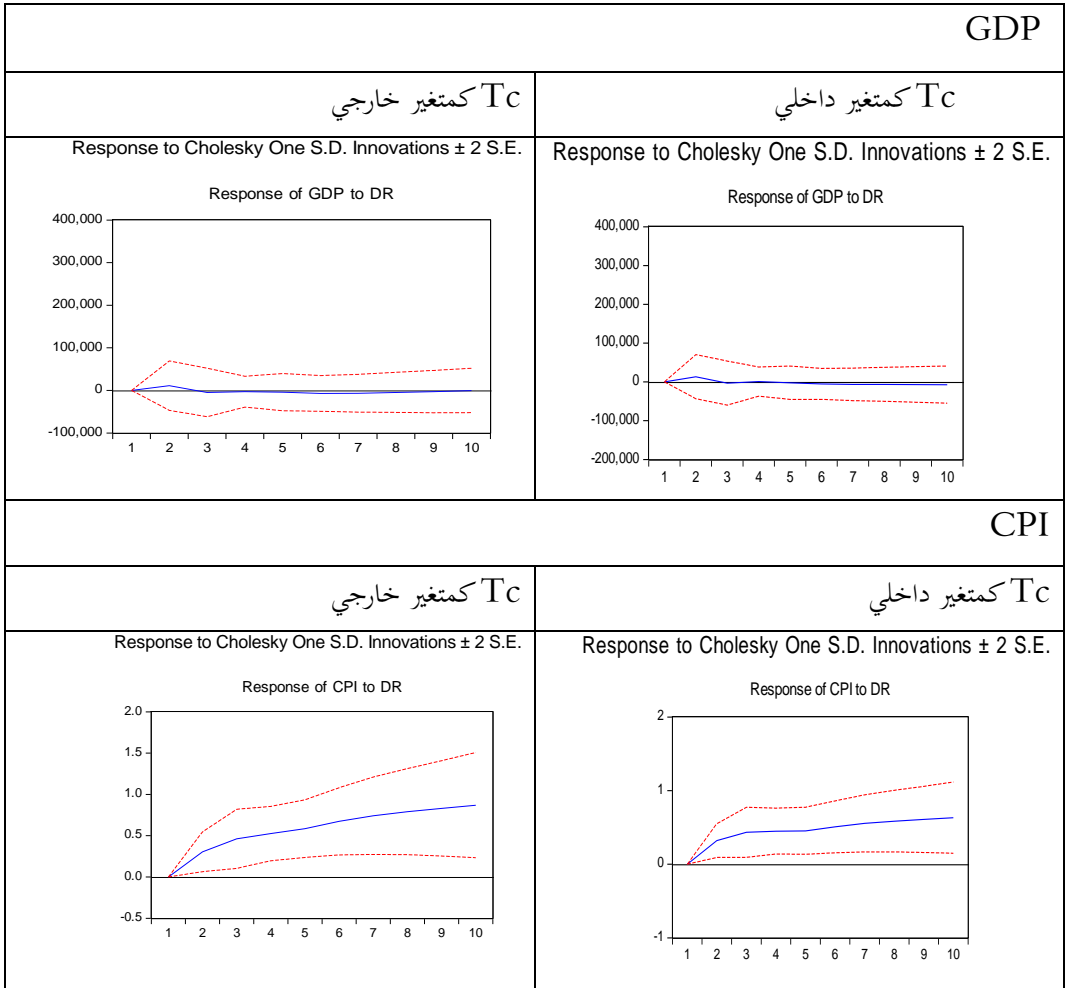 GDP
Tc كمتغير داخلي
Tc كمتغير خارجي
Response to Cholesky One S.D. Innovations ± 2 S.E.
Response of GDP to DR
400,000
300,000
200,000
100,000
0
-100,000
-200,000
1 2 3 4 5 6 7 8 9 10
Response to Cholesky One S.D. Innovations ± 2 S.E.
Response of GDP to DR
400,000
300,000
200,000
100,000
0
-100,000
1 2 3 4 5 6 7 8 9 10
CPI
Tc كمتغير داخلي
Tc كمتغير خارجي
Response to Cholesky One S.D. Innovations ± 2 S.E.
Response of CPI to DR
2
1
0
-1
1 2 3 4 5 6 7 8 9 10
Response to Cholesky One S.D. Innovations ± 2 S.E.
Response of CPI to DR
2.0
1.5
1.0
0.5
0.0
-0.5
1 2 3 4 5 6 7 8 9 10